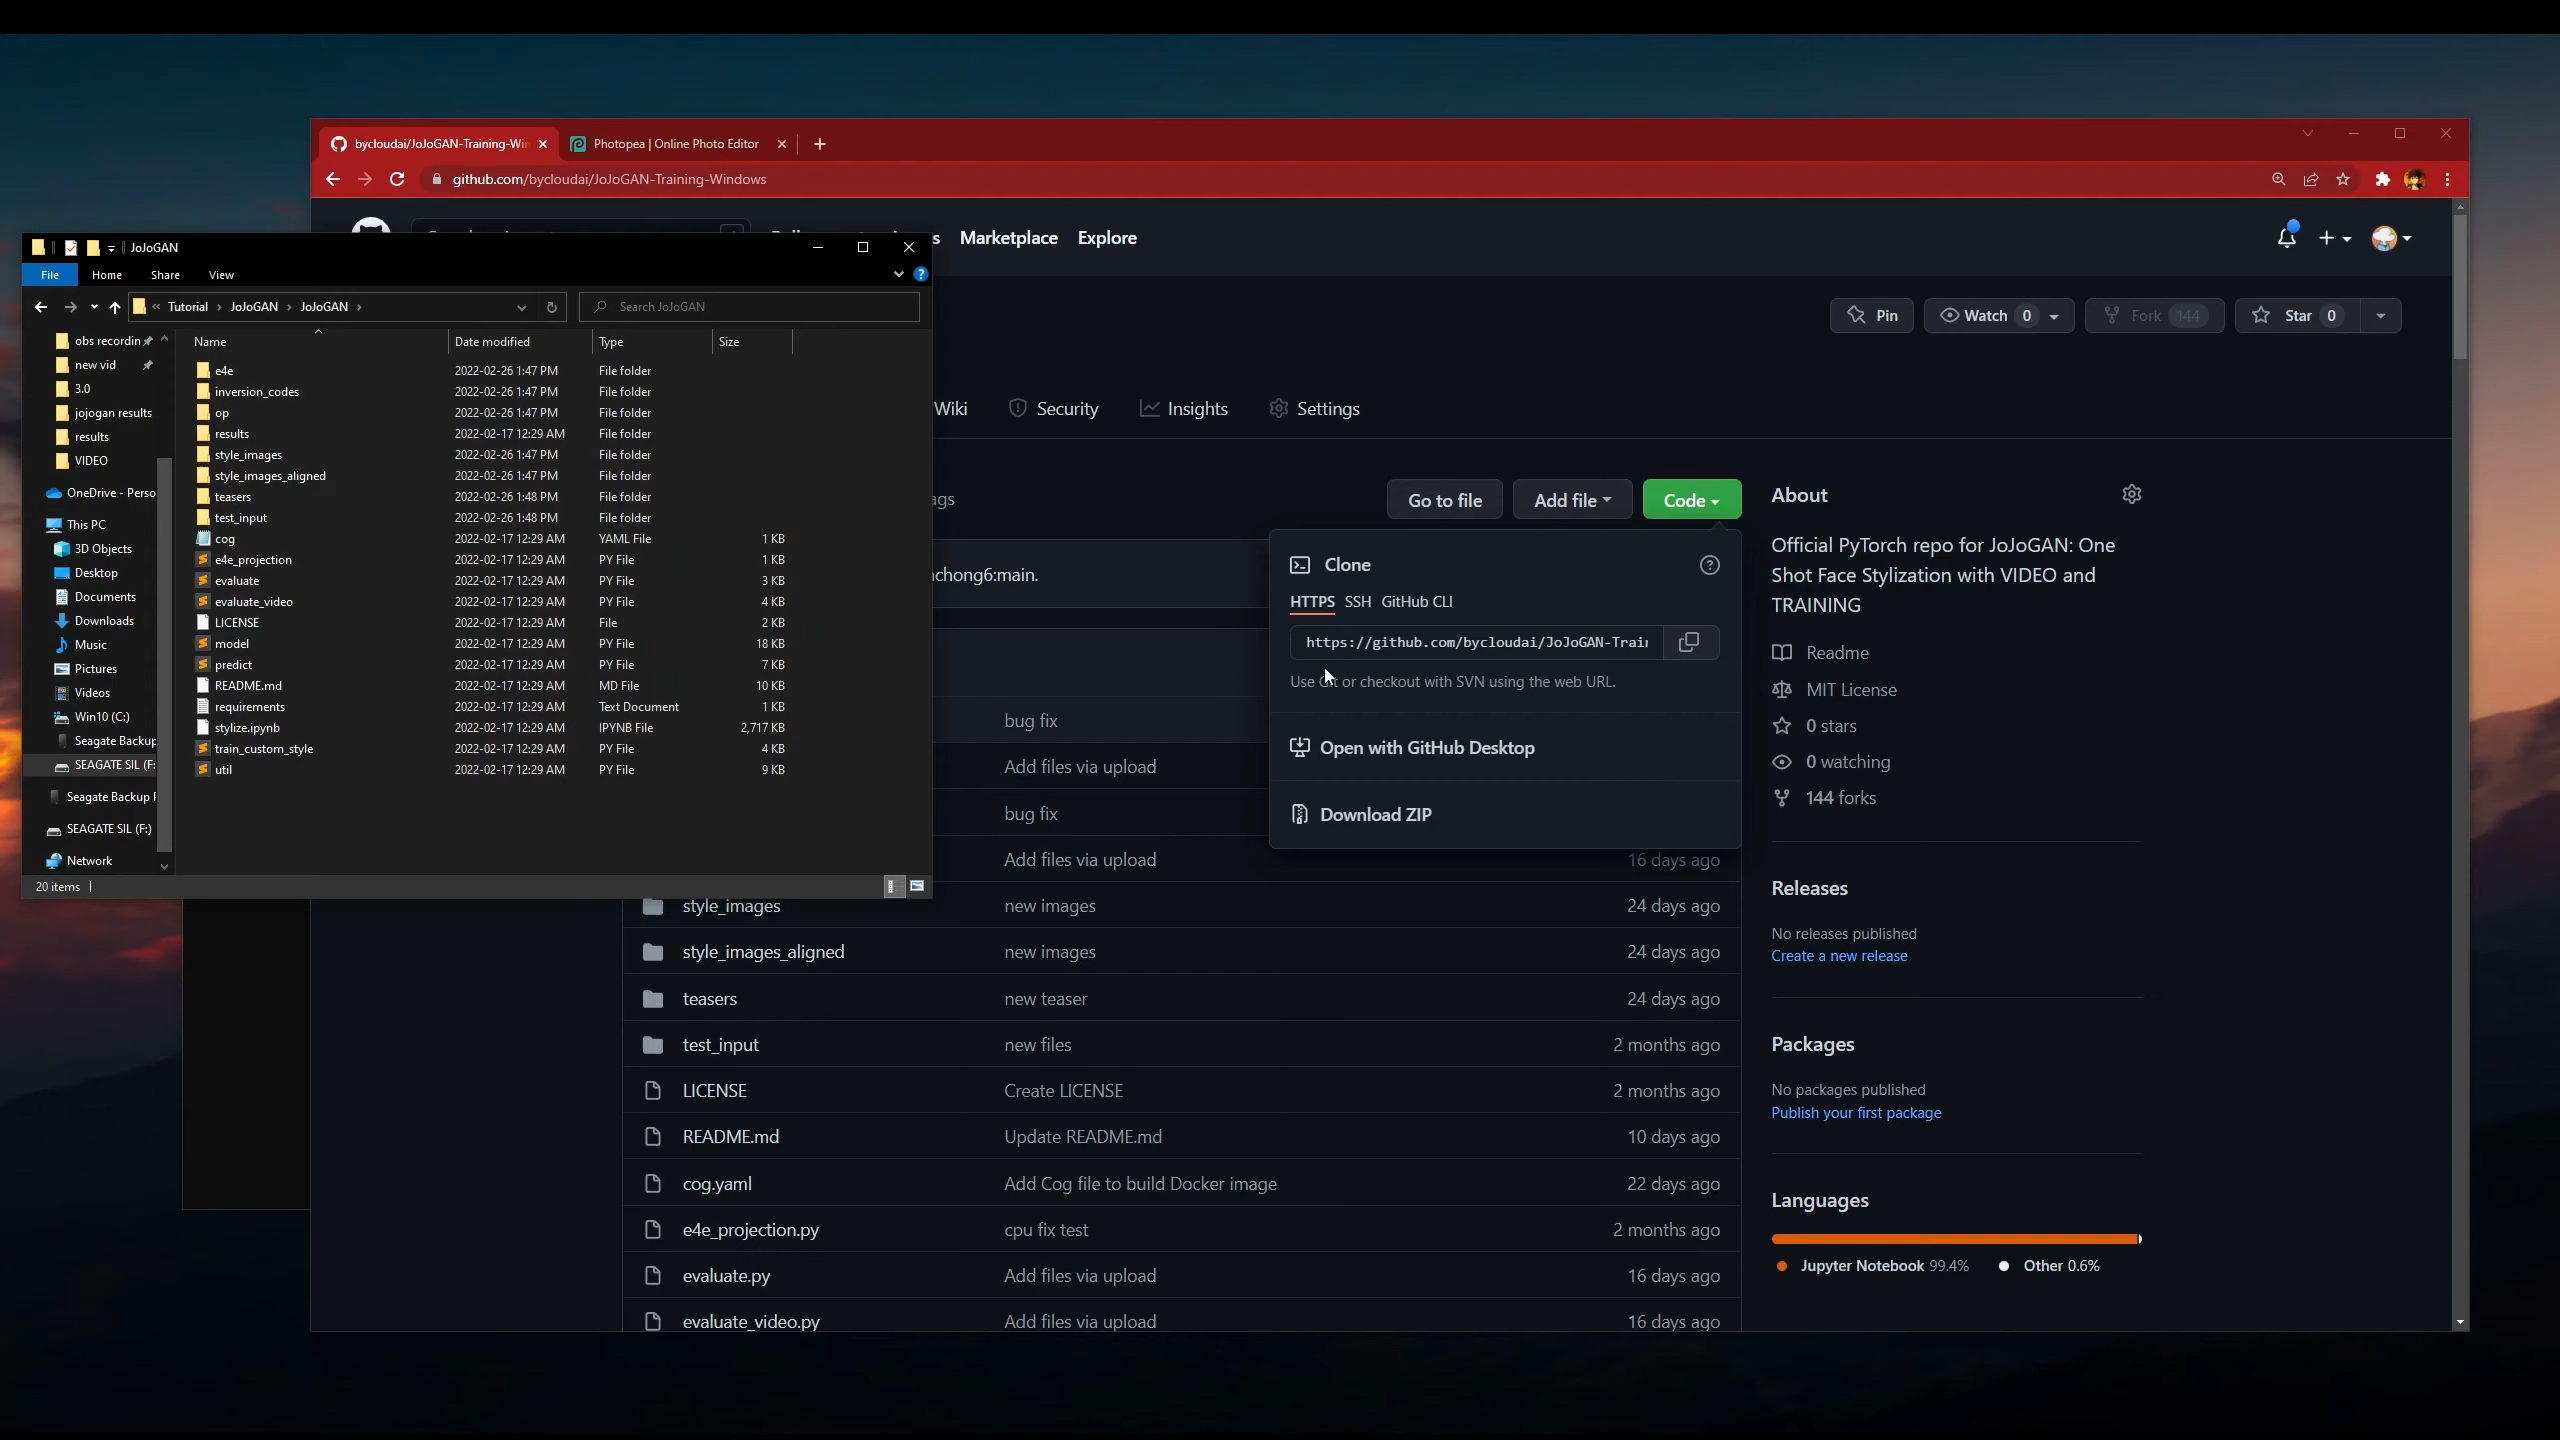 bycloudai/JoJoGAN-Training-Wi
Photopea | Online Photo Editor
github.com/bycloudai/JoJoGAN-Training-Windows
Marketplace Explore
JoJoGAN
File Home Share View
« Tutorial › JoJoGAN › JoJoGAN ›
Search JoJoGAN
Pin
Watch 0
Fork 144
Star 0
Wiki
Security
Insights
Settings
obs recordin
new vid
3.0
jojogan results
results
VIDEO
OneDrive - Perso
This PC
3D Objects
Desktop
Documents
Downloads
Music
Pictures
Videos
Win10 (C:)
Seagate Backup
SEAGATE SIL (F:
Seagate Backup
SEAGATE SIL (F:)
Network
Name Date modified Type Size
e4e 2022-02-26 1:47 PM File folder
inversion_codes 2022-02-26 1:47 PM File folder
op 2022-02-26 1:47 PM File folder
results 2022-02-17 12:29 AM File folder
style_images 2022-02-26 1:47 PM File folder
style_images_aligned 2022-02-26 1:47 PM File folder
teasers 2022-02-26 1:48 PM File folder
test_input 2022-02-26 1:48 PM File folder
cog 2022-02-17 12:29 AM YAML File 1 KB
e4e_projection 2022-02-17 12:29 AM PY File 1 KB
evaluate 2022-02-17 12:29 AM PY File 3 KB
evaluate_video 2022-02-17 12:29 AM PY File 4 KB
LICENSE 2022-02-17 12:29 AM File 2 KB
model 2022-02-17 12:29 AM PY File 18 KB
predict 2022-02-17 12:29 AM PY File 7 KB
README.md 2022-02-17 12:29 AM MD File 10 KB
requirements 2022-02-17 12:29 AM Text Document 1 KB
stylize.ipynb 2022-02-17 12:29 AM IPYNB File 2,717 KB
train_custom_style 2022-02-17 12:29 AM PY File 4 KB
util 2022-02-17 12:29 AM PY File 9 KB
20 items
ags
Go to file
Add file
Code
chong6:main.
Clone
HTTPS SSH GitHub CLI
https://github.com/bycloudai/JoJoGAN-Train
Use Git or checkout with SVN using the web URL.
Open with GitHub Desktop
Download ZIP
bug fix
Add files via upload
bug fix
Add files via upload 16 days ago
style_images new images 24 days ago
style_images_aligned new images 24 days ago
teasers new teaser 24 days ago
test_input new files 2 months ago
LICENSE Create LICENSE 2 months ago
README.md Update README.md 10 days ago
cog.yaml Add Cog file to build Docker image 22 days ago
e4e_projection.py cpu fix test 2 months ago
evaluate.py Add files via upload 16 days ago
evaluate_video.py Add files via upload 16 days ago
About
Official PyTorch repo for JoJoGAN: One
Shot Face Stylization with VIDEO and
TRAINING
Readme
MIT License
0 stars
0 watching
144 forks
Releases
No releases published
Create a new release
Packages
No packages published
Publish your first package
Languages
Jupyter Notebook 99.4% Other 0.6%